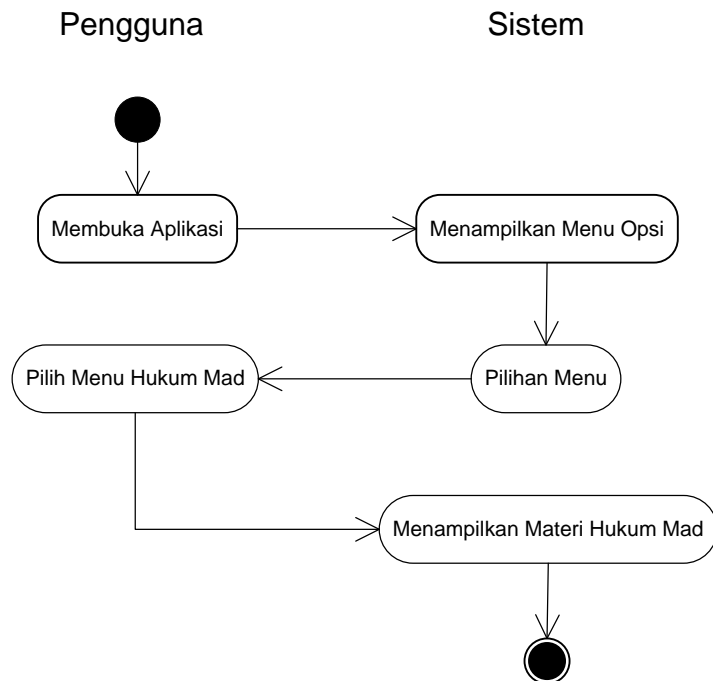 Pengguna
Sistem
Membuka Aplikasi
Menampilkan Menu Opsi
Pilih Menu Hukum Mad
Pilihan Menu
Menampilkan Materi Hukum Mad